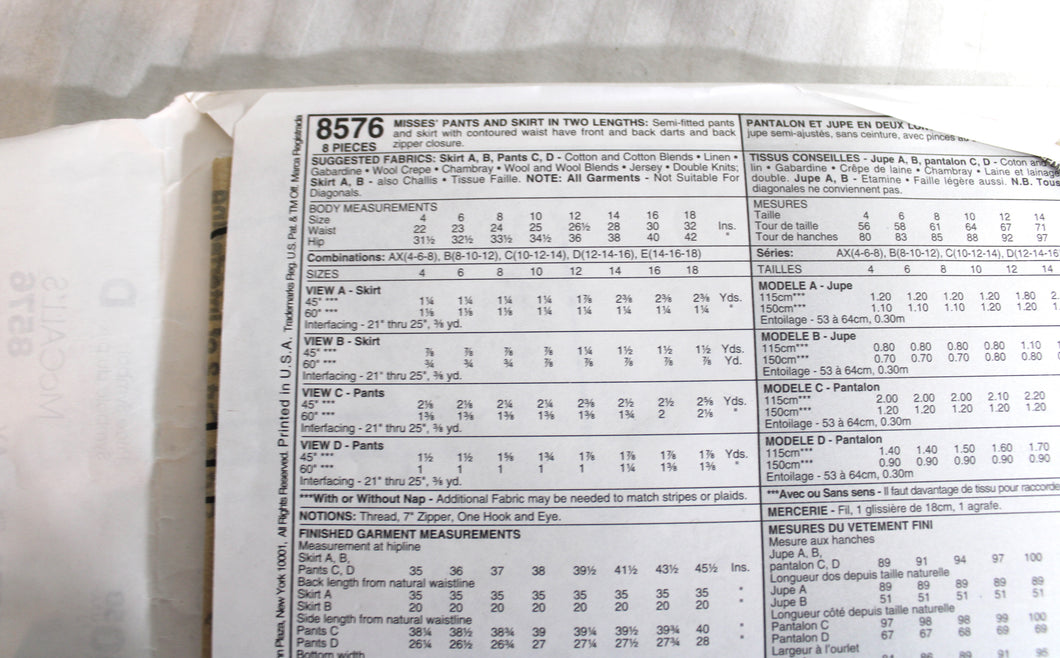 8576
8 PIECES
MISSES' PANTS AND SKIRT IN TWO LENGTHS: Semi-fitted pants
and skirt with contoured waist have front and back darts and back
zipper closure.
SUGGESTED FABRICS: Skirt A, B, Pants C, D - Cotton and Cotton Blends • Linen •
Gabardine • Wool Crepe • Chambray • Wool and Wool Blends • Jersey • Double Knits;
Skirt A, B - also Challis • Tissue Faille. NOTE: All Garments - Not Suitable For
Diagonals.
BODY MEASUREMENTS
Size 4 6 8 10 12 14 16 18
Waist 22 23 24 25 26½ 28 30 32 Ins.
Hip 31½ 32½ 33½ 34½ 36 38 40 42 "
Combinations: AX(4-6-8), B(8-10-12), C(10-12-14), D(12-14-16), E(14-16-18)
SIZES 4 6 8 10 12 14 16 18
VIEW A - Skirt
45" *** 1¼ 1¼ 1¼ 1¼ 1⅞ 2⅜ 2⅜ 2⅜ Yds.
60" *** 1⅛ 1⅛ 1⅛ 1¼ 1¼ 1¼ 1¼ 1¼ "
Interfacing - 21" thru 25", ⅜ yd.
VIEW B - Skirt
45" *** ⅞ ⅞ ⅞ ⅞ 1¼ 1½ 1½ 1½ Yds.
60" *** ¾ ¾ ¾ ⅞ ⅞ ⅞ ⅞ ⅞ Yd.
Interfacing - 21" thru 25", ⅜ yd.
VIEW C - Pants
45" *** 2⅛ 2⅛ 2¼ 2¼ 2⅜ 2½ 2½ 2⅝ Yds.
60" *** 1⅜ 1⅜ 1⅜ 1⅜ 1⅜ 1¾ 2 2⅛ "
Interfacing - 21" thru 25", ⅜ yd.
VIEW D - Pants
45" *** 1½ 1½ 1⅝ 1¾ 1⅞ 1⅞ 1⅞ 1⅞ Yds.
60" *** 1 1 1 1 1 1¼ 1⅜ 1⅜ "
Interfacing - 21" thru 25", ⅜ yd.
***With or Without Nap - Additional Fabric may be needed to match stripes or plaids.
NOTIONS: Thread, 7" Zipper, One Hook and Eye.
FINISHED GARMENT MEASUREMENTS
Measurement at hipline
Skirt A, B,
Pants C, D 35 36 37 38 39½ 41½ 43½ 45½ Ins.
Back length from natural waistline
Skirt A 35 35 35 35 35 35 35 35 "
Skirt B 20 20 20 20 20 20 20 20 "
Side length from natural waistline
Pants C 38¼ 38½ 38¾ 39 39¼ 39½ 39¾ 40 "
Pants D 26¼ 26½ 26¾ 27 27¼ 27½ 27¾ 28 "
Bottom width
PANTALON ET JUPE EN DEUX
jupe semi-ajustés, sans ceinture, avec pinces
TISSUS CONSEILLES - Jupe A, B, pantalon C, D - Coton
lin • Gabardine • Crêpe de laine • Chambray • Laine et lainage
double. Jupe A, B - Etamine • Faille légère aussi. N.B. Tous
diagonales ne conviennent pas.
MESURES
Taille 4 6 8 10 12 14
Tour de taille 56 58 61 64 67 71
Tour de hanches 80 83 85 88 92 97
Séries: AX(4-6-8), B(8-10-12), C(10-12-14), D(12-14-16
TAILLES 4 6 8 10 12 14
MODELE A - Jupe
115cm*** 1.20 1.20 1.20 1.20 1.80 2.
150cm*** 1.10 1.10 1.10 1.20 1.20 1.
Entoilage - 53 à 64cm, 0.30m
MODELE B - Jupe
115cm*** 0.80 0.80 0.80 0.80 1.10 1
150cm*** 0.70 0.70 0.70 0.80 0.80
Entoilage - 53 à 64cm, 0.30m
MODELE C - Pantalon
115cm*** 2.00 2.00 2.00 2.10 2.20
150cm*** 1.20 1.20 1.20 1.20 1.20
Entoilage - 53 à 64cm, 0.30m
MODELE D - Pantalon
115cm*** 1.40 1.40 1.50 1.60 1.70
150cm*** 0.90 0.90 0.90 0.90 0.90
Entoilage - 53 à 64cm, 0.30m
***Avec ou Sans sens - Il faut davantage de tissu pour raccorde
MERCERIE - Fil, 1 glissière de 18cm, 1 agrafe.
MESURES DU VETEMENT FINI
Mesure aux hanches
Jupe A, B,
pantalon C, D 89 91 94 97 100
Longueur dos depuis taille naturelle
Jupe A 89 89 89 89 89
Jupe B 51 51 51 51 51
Longueur côté depuis taille naturelle
Pantalon C 97 98 98 99 100
Pantalon D 67 67 68 69 69
Largeur à l'ourlet
Plaza, New York 10001, All Rights Reserved. Printed in U.S.A. Trademarks Reg. U.S. Pat. & TM Off. Marca Registrada
8576
McCALL'S
D